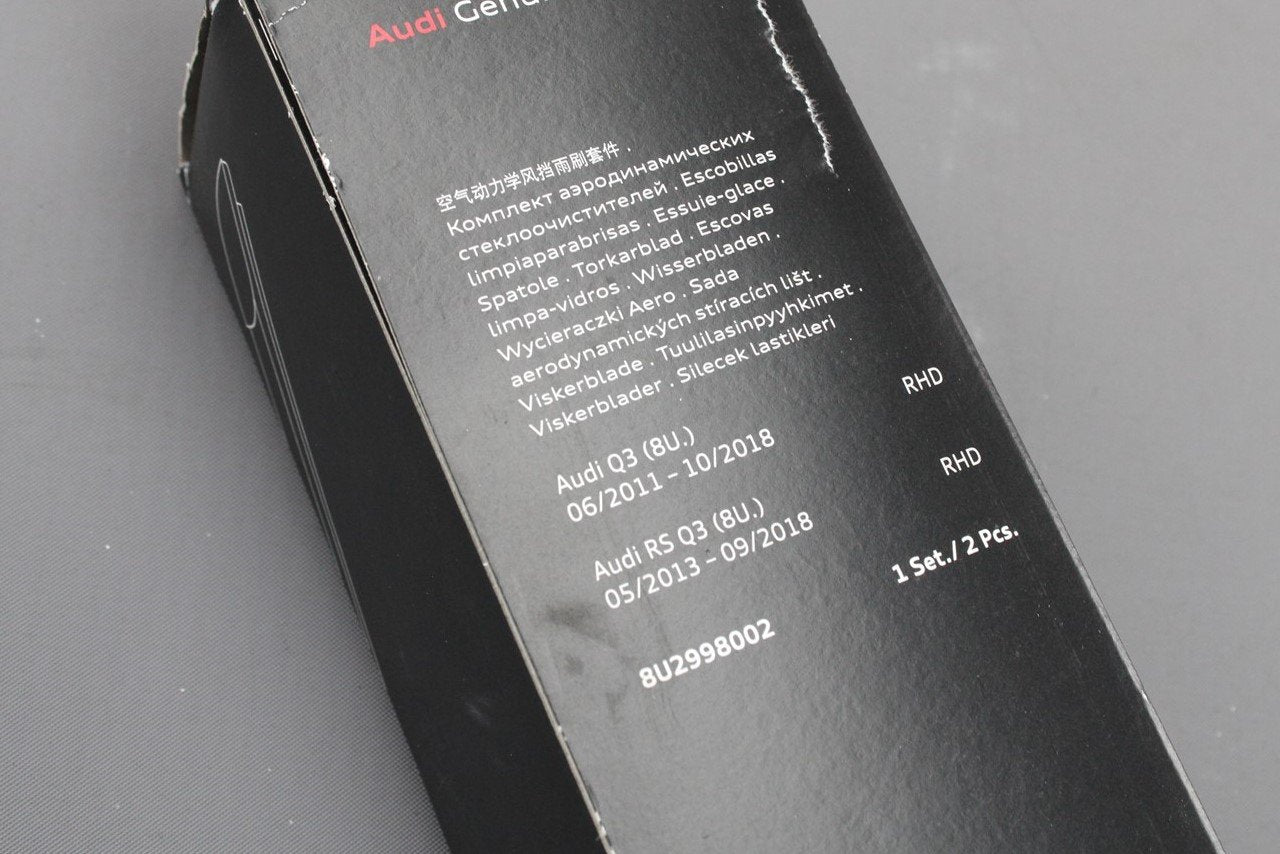 Audi
空气动力学风挡雨刷套件 .
Комплект аэродинамических
стеклоочистителей . Escobillas
limpiaparabrisas . Essuie-glace .
Spatole . Torkarblad . Escovas
limpa-vidros . Wisserbladen .
Wycieraczki Aero . Sada
aerodynamických stíracích lišt .
Viskerblade . Tuulilasinpyyhkimet .
Viskerblader . Silecek lastikleri
Audi Q3 (8U.)
06/2011 – 10/2018 RHD
Audi RS Q3 (8U.)
05/2013 – 09/2018 RHD
8U2998002 1 Set./ 2 Pcs.